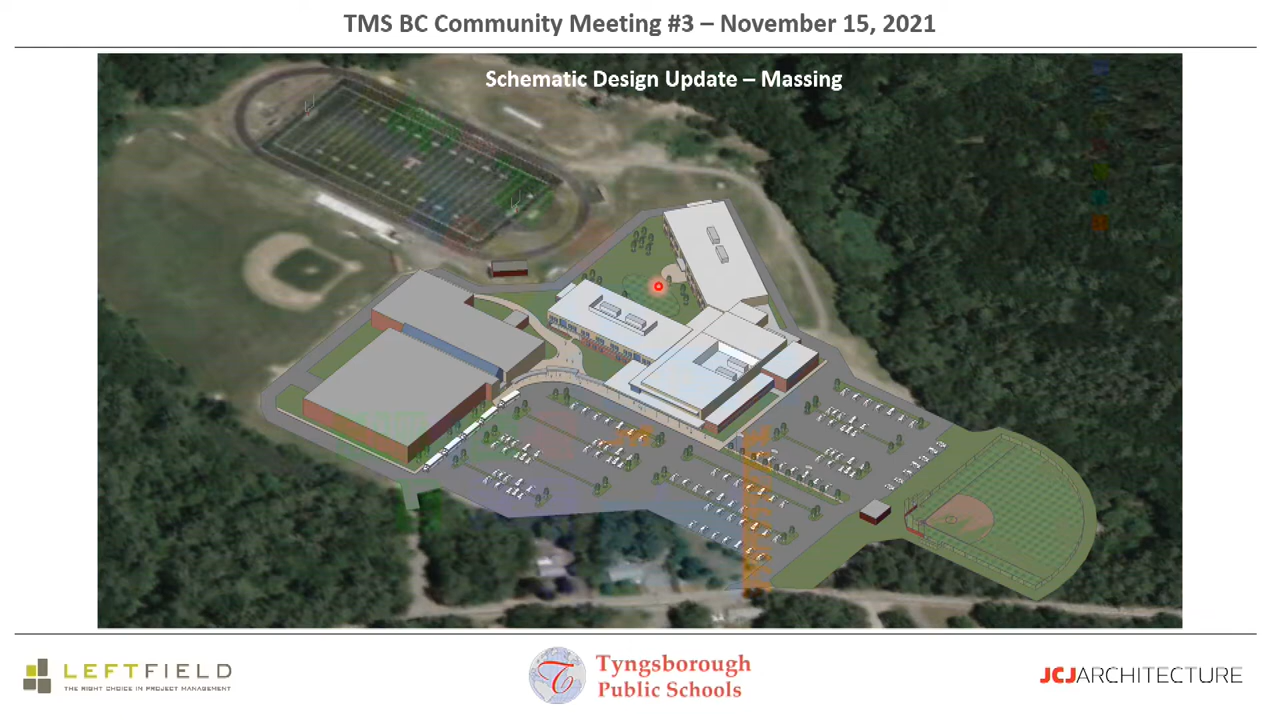 TMS BC Community Meeting #3 – November 15, 2021
Schematic Design Update – Massing
LEFTFIELD
THE RIGHT CHOICE IN PROJECT MANAGEMENT
Tyngsborough
Public Schools
JCJARCHITECTURE